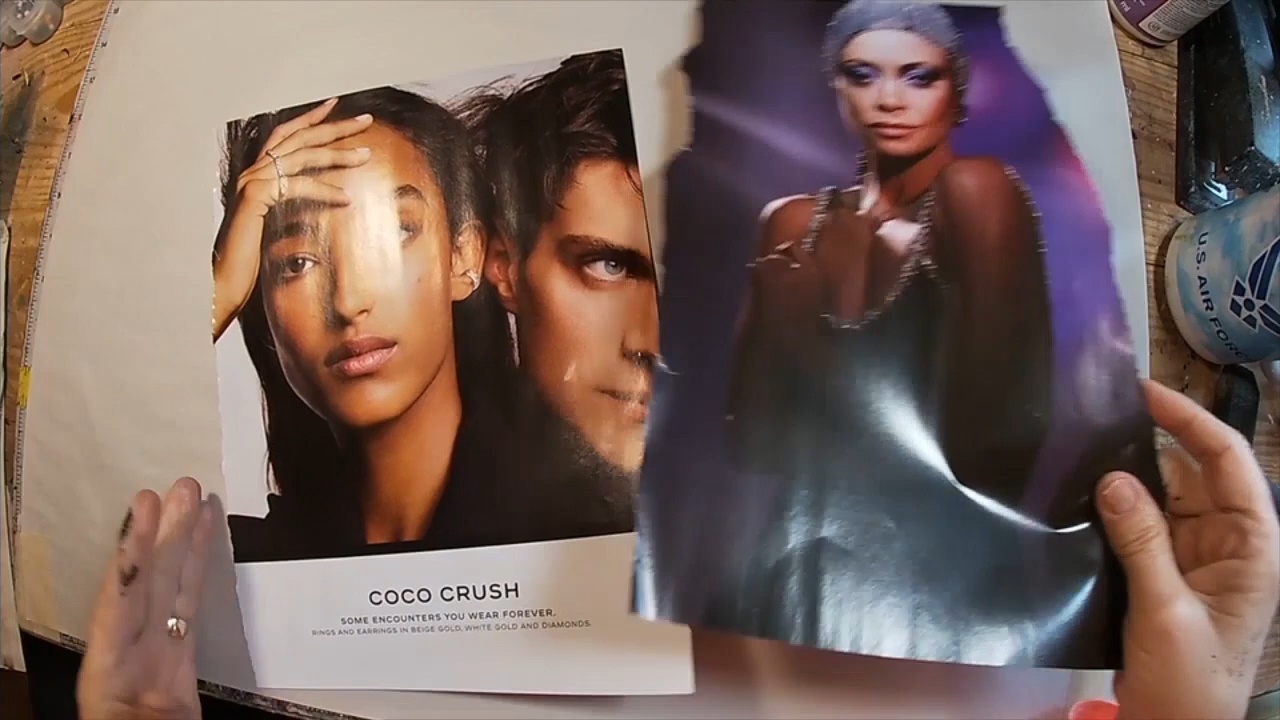 COCO CRUSH
SOME ENCOUNTERS YOU WEAR FOREVER.
RINGS AND EARRINGS IN BEIGE GOLD, WHITE GOLD AND DIAMONDS.
U.S. AIR FORC